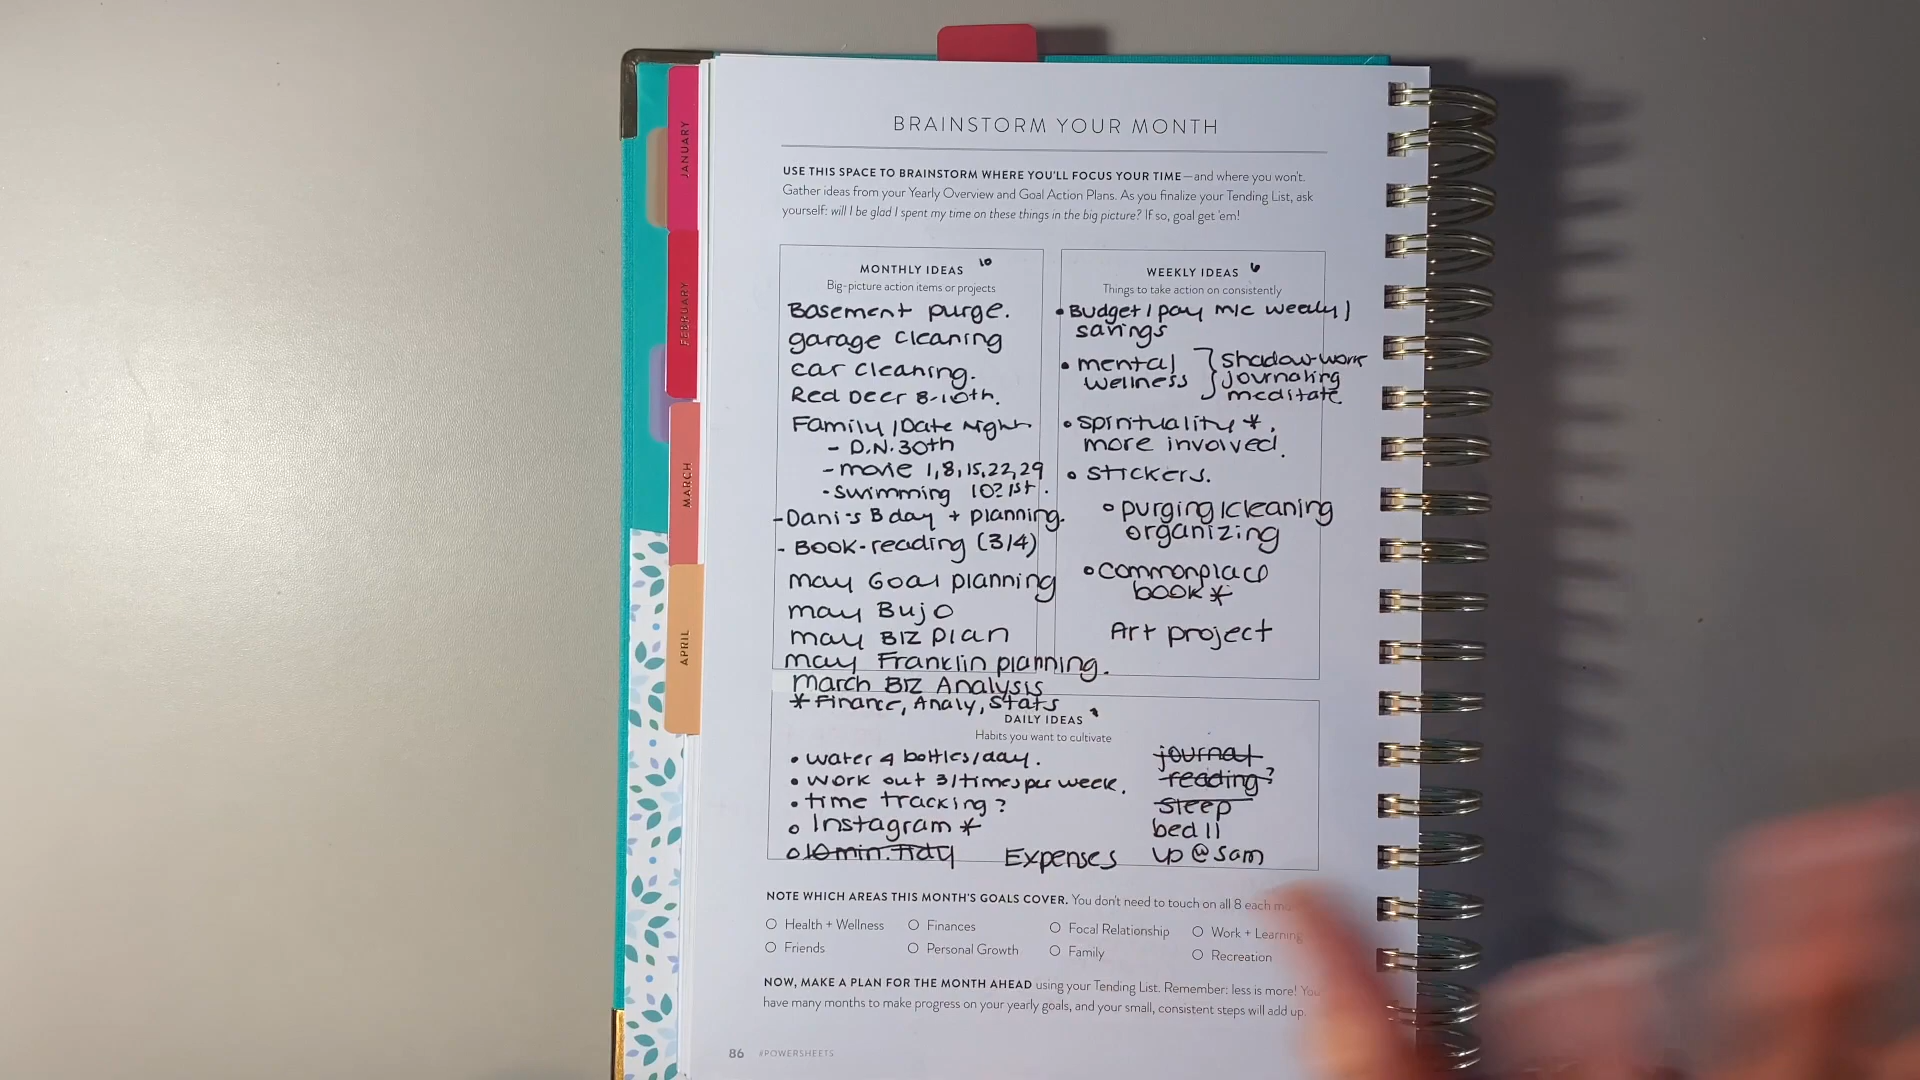 JANUARY
FEBRUARY
MARCH
APRIL
BRAINSTORM YOUR MONTH
USE THIS SPACE TO BRAINSTORM WHERE YOU'LL FOCUS YOUR TIME—and where you won't.
Gather ideas from your Yearly Overview and Goal Action Plans. As you finalize your Tending List, ask
yourself: will I be glad I spent my time on these things in the big picture? If so, goal get 'em!
MONTHLY IDEAS 10
Big-picture action items or projects
Basement purge.
garage cleaning
car cleaning.
Red Deer 8-10th.
Family/Date Night
- D.N. 30th
- movie 1,8,15,22,29
- swimming 10? 1st.
- Dani's B day + planning.
- Book-reading (3/4)
may Goal planning
may Bujo
may Biz plan
may Franklin planning.
March Biz Analysis
* Finance, Analy, Stats
WEEKLY IDEAS 6
Things to take action on consistently
• Budget/pay m/c weekly/
savings
• mental wellness } shadow-work
journaling
meditate
• spirituality *,
more involved.
• stickers.
• purging/cleaning
organizing
• commonplace
book *
Art project
DAILY IDEAS
Habits you want to cultivate
• water 4 bottles/day.
• work out 3/times per week.
• time tracking?
• Instagram *
• 10 min. Tidy
Expenses
journal
reading?
sleep
bed 11
up @ 5am
NOTE WHICH AREAS THIS MONTH'S GOALS COVER. You don't need to touch on all 8 each
Health + Wellness Finances Focal Relationship Work + Learning
Friends Personal Growth Family Recreation
NOW, MAKE A PLAN FOR THE MONTH AHEAD using your Tending List. Remember: less is more! You
have many months to make progress on your yearly goals, and your small, consistent steps will add up.
86 #POWERSHEETS